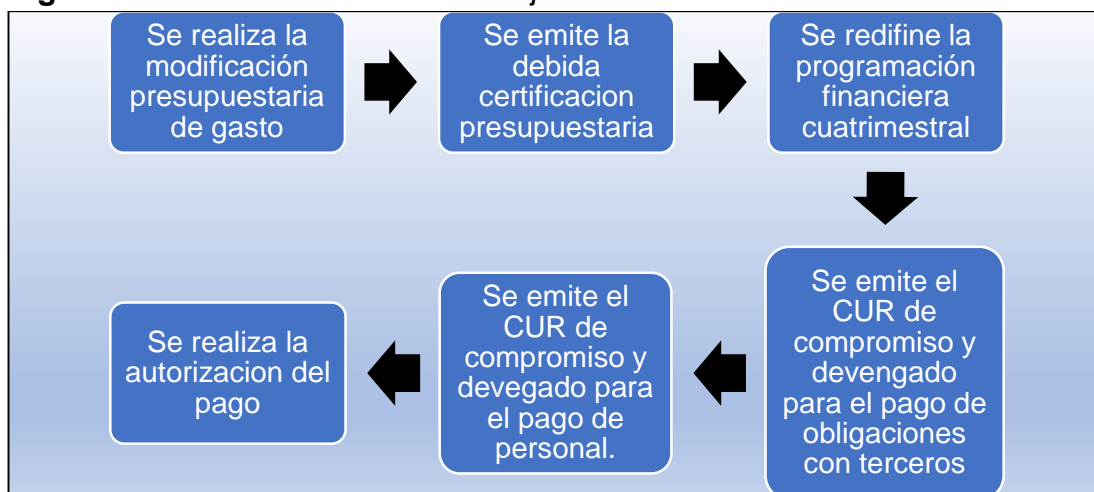 Se realiza la
modificación
presupuestaria
de gasto
Se emite la
debida
certificacion
presupuestaria
Se redifine la
programación
financiera
cuatrimestral
Se emite el
CUR de
compromiso y
devengado
para el pago de
obligaciones
con terceros
Se emite el
CUR de
compromiso y
devegado para
el pago de
personal.
Se realiza la
autorizacion del
pago